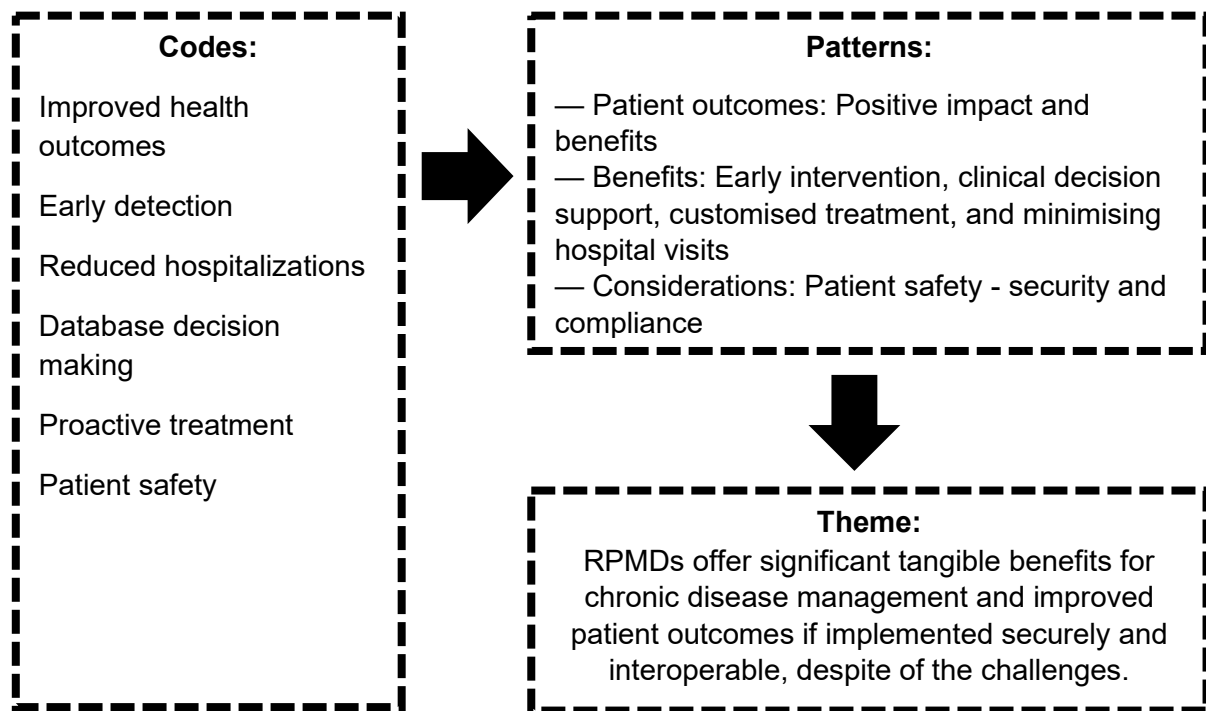 Codes:
Improved health
outcomes
Early detection
Reduced hospitalizations
Database decision
making
Proactive treatment
Patient safety
Patterns:
— Patient outcomes: Positive impact and
benefits
— Benefits: Early intervention, clinical decision
support, customised treatment, and minimising
hospital visits
— Considerations: Patient safety - security and
compliance
Theme:
RPMDs offer significant tangible benefits for
chronic disease management and improved
patient outcomes if implemented securely and
interoperable, despite of the challenges.